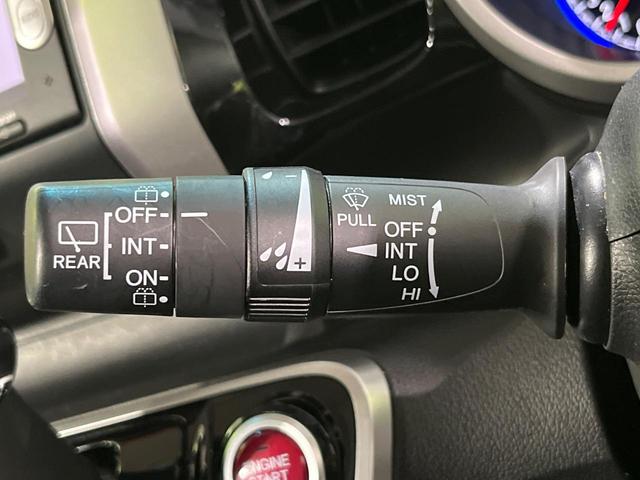 OFF
INT
ON
REAR
- 
+
PULL
MIST
OFF
INT
LO
HI
ENGINE
START